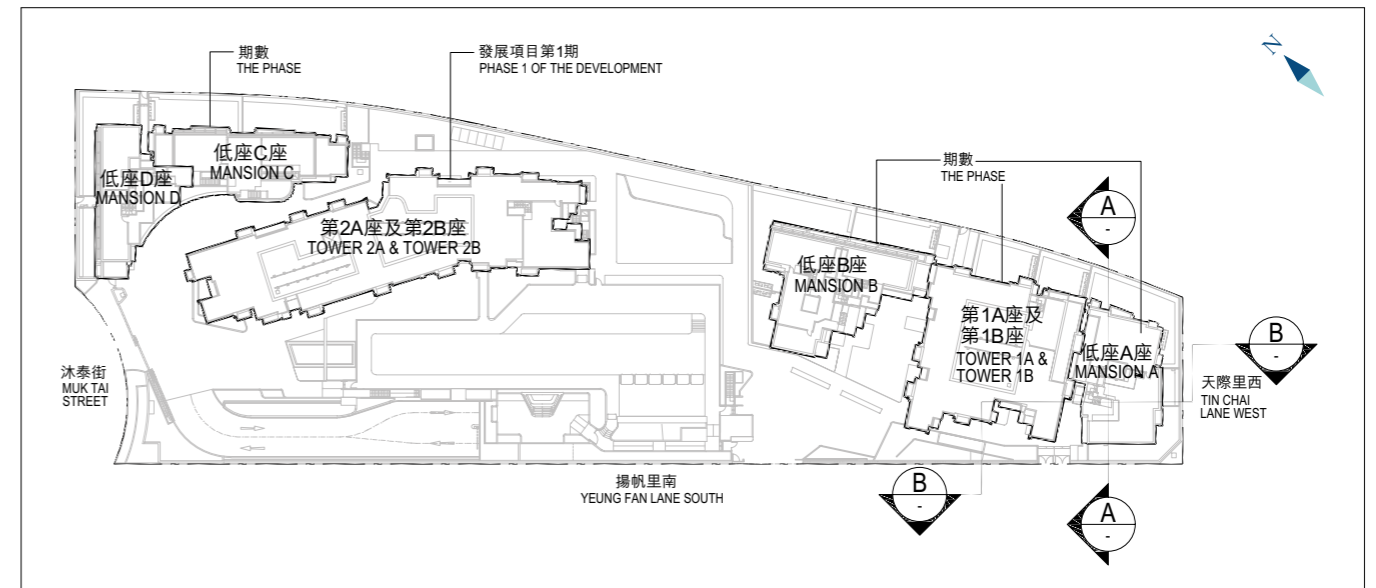 N
期數
THE PHASE
發展項目第1期
PHASE 1 OF THE DEVELOPMENT
低座C座
MANSION C
低座D座
MANSION D
第2A座及第2B座
TOWER 2A & TOWER 2B
期數
THE PHASE
A
-
低座B座
MANSION B
第1A座及
第1B座
TOWER 1A &
TOWER 1B
低座A座
MANSION A
B
-
天際里西
TIN CHAI
LANE WEST
沐泰街
MUK TAI
STREET
揚帆里南
YEUNG FAN LANE SOUTH
B
-
A
-